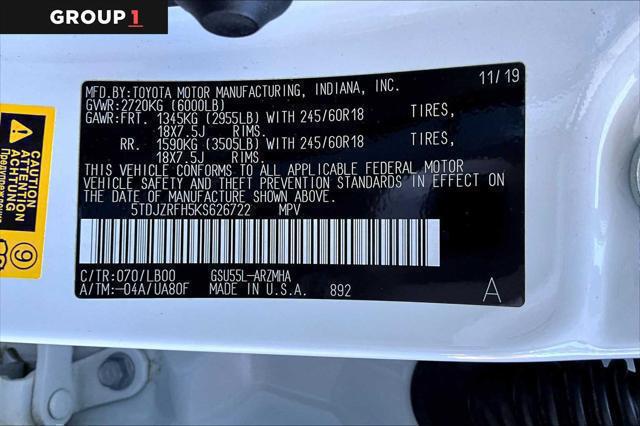 GROUP 1
MFD.BY:TOYOTA MOTOR MANUFACTURING, INDIANA, INC. 11/19
GVWR:2720KG (6000LB)
GAWR:FRT. 1345KG (2955LB) WITH 245/60R18 TIRES,
18X7.5J RIMS.
RR. 1590KG (3505LB) WITH 245/60R18 TIRES,
18X7.5J RIMS.
THIS VEHICLE CONFORMS TO ALL APPLICABLE FEDERAL MOTOR
VEHICLE SAFETY AND THEFT PREVENTION STANDARDS IN EFFECT ON
THE DATE OF MANUFACTURE SHOWN ABOVE.
5TDJZRFH5KS626722 MPV
C/TR:070/LB00 GSU55L-ARZMHA
A/TM:-04A/UA80F MADE IN U.S.A. 892 A
CAUTION
ATTENTION
ACHTUNG
9